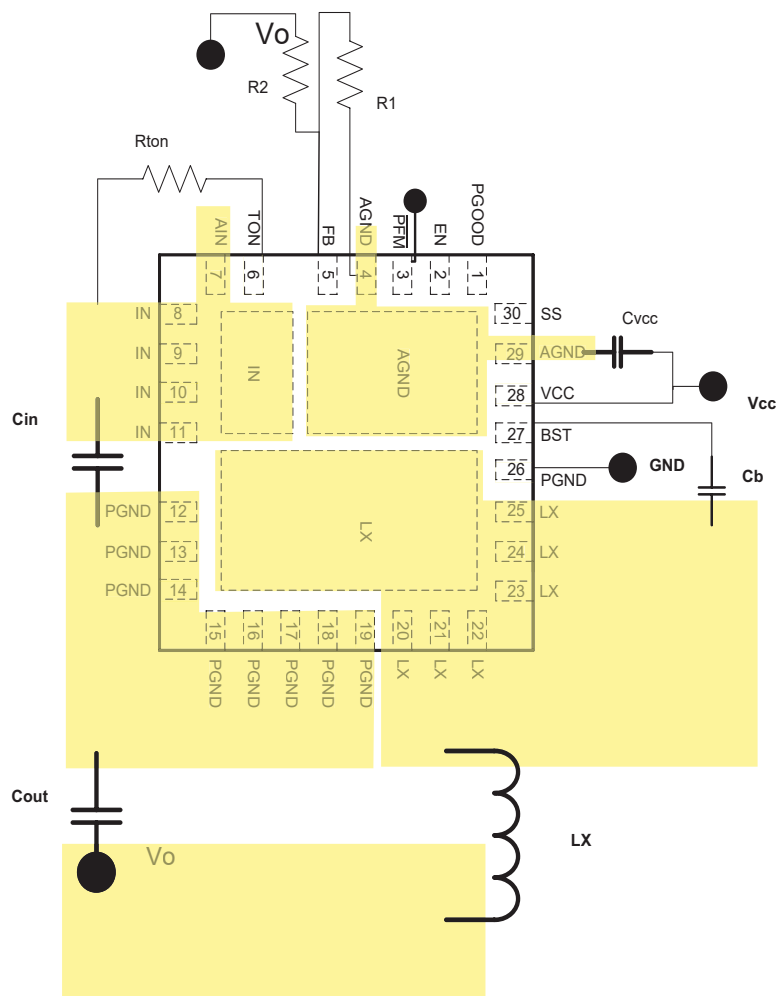 Vo
R2
R1
Rton
AIN
TON
FB
AGND
PFM
EN
PGOOD
7
6
5
4
3
2
1
IN 8
30 SS
Cvcc
IN 9
29 AGND
IN
AGND
IN 10
28 VCC
Vcc
Cin
IN 11
27 BST
26 PGND
GND
Cb
PGND 12
25 LX
LX
PGND 13
24 LX
PGND 14
23 LX
15
16
17
18
19
20
21
22
PGND
PGND
PGND
PGND
PGND
LX
LX
LX
Cout
LX
Vo